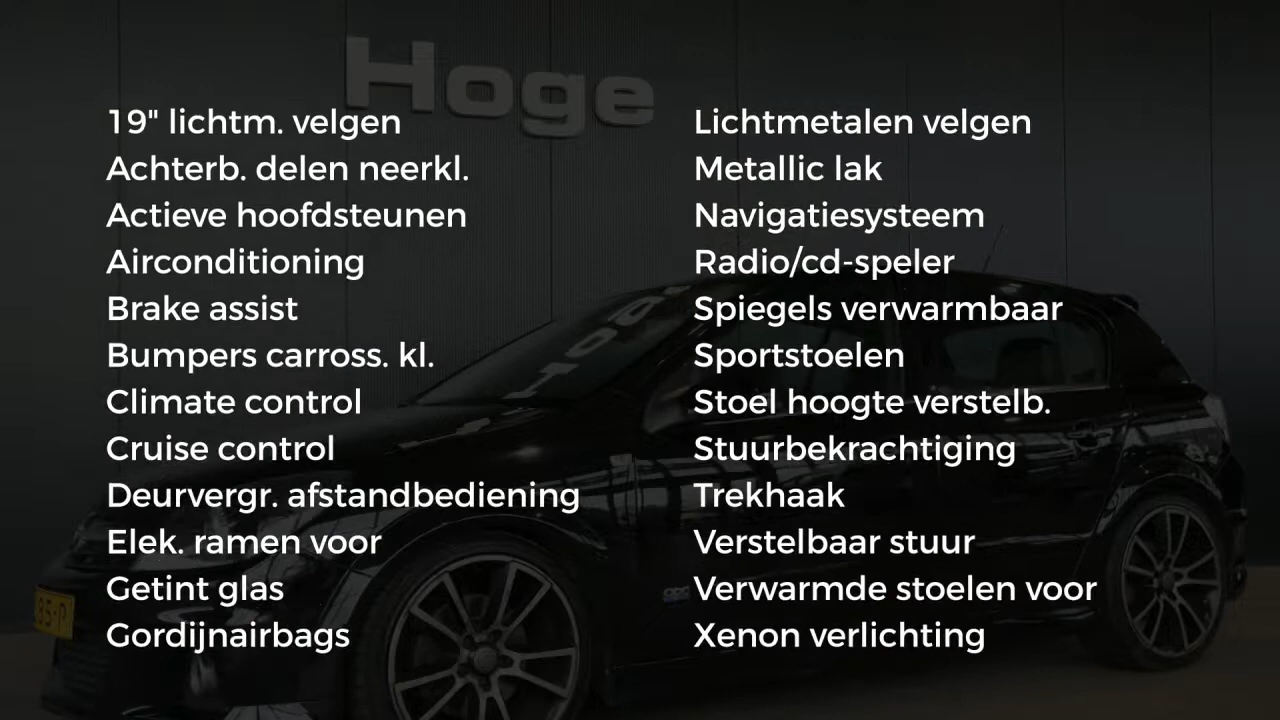 Hoge
19" lichtm. velgen
Achterb. delen neerkl.
Actieve hoofdsteunen
Airconditioning
Brake assist
Bumpers carross. kl.
Climate control
Cruise control
Deurvergr. afstandbediening
Elek. ramen voor
Getint glas
Gordijnairbags
Lichtmetalen velgen
Metallic lak
Navigatiesysteem
Radio/cd-speler
Spiegels verwarmbaar
Sportstoelen
Stoel hoogte verstelb.
Stuurbekrachtiging
Trekhaak
Verstelbaar stuur
Verwarmde stoelen voor
Xenon verlichting
OPC